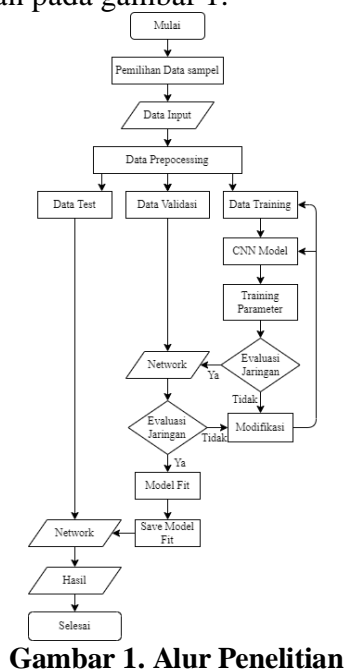 an pada gambar 1.
Mulai
Pemilihan Data sampel
Data Input
Data Prepocessing
Data Test
Data Validasi
Data Training
CNN Model
Training
Parameter
Evaluasi
Jaringan
Ya
Network
Tidak
Evaluasi
Jaringan
Tidak
Modifikasi
Ya
Model Fit
Save Model
Fit
Network
Hasil
Selesai
Gambar 1. Alur Penelitian